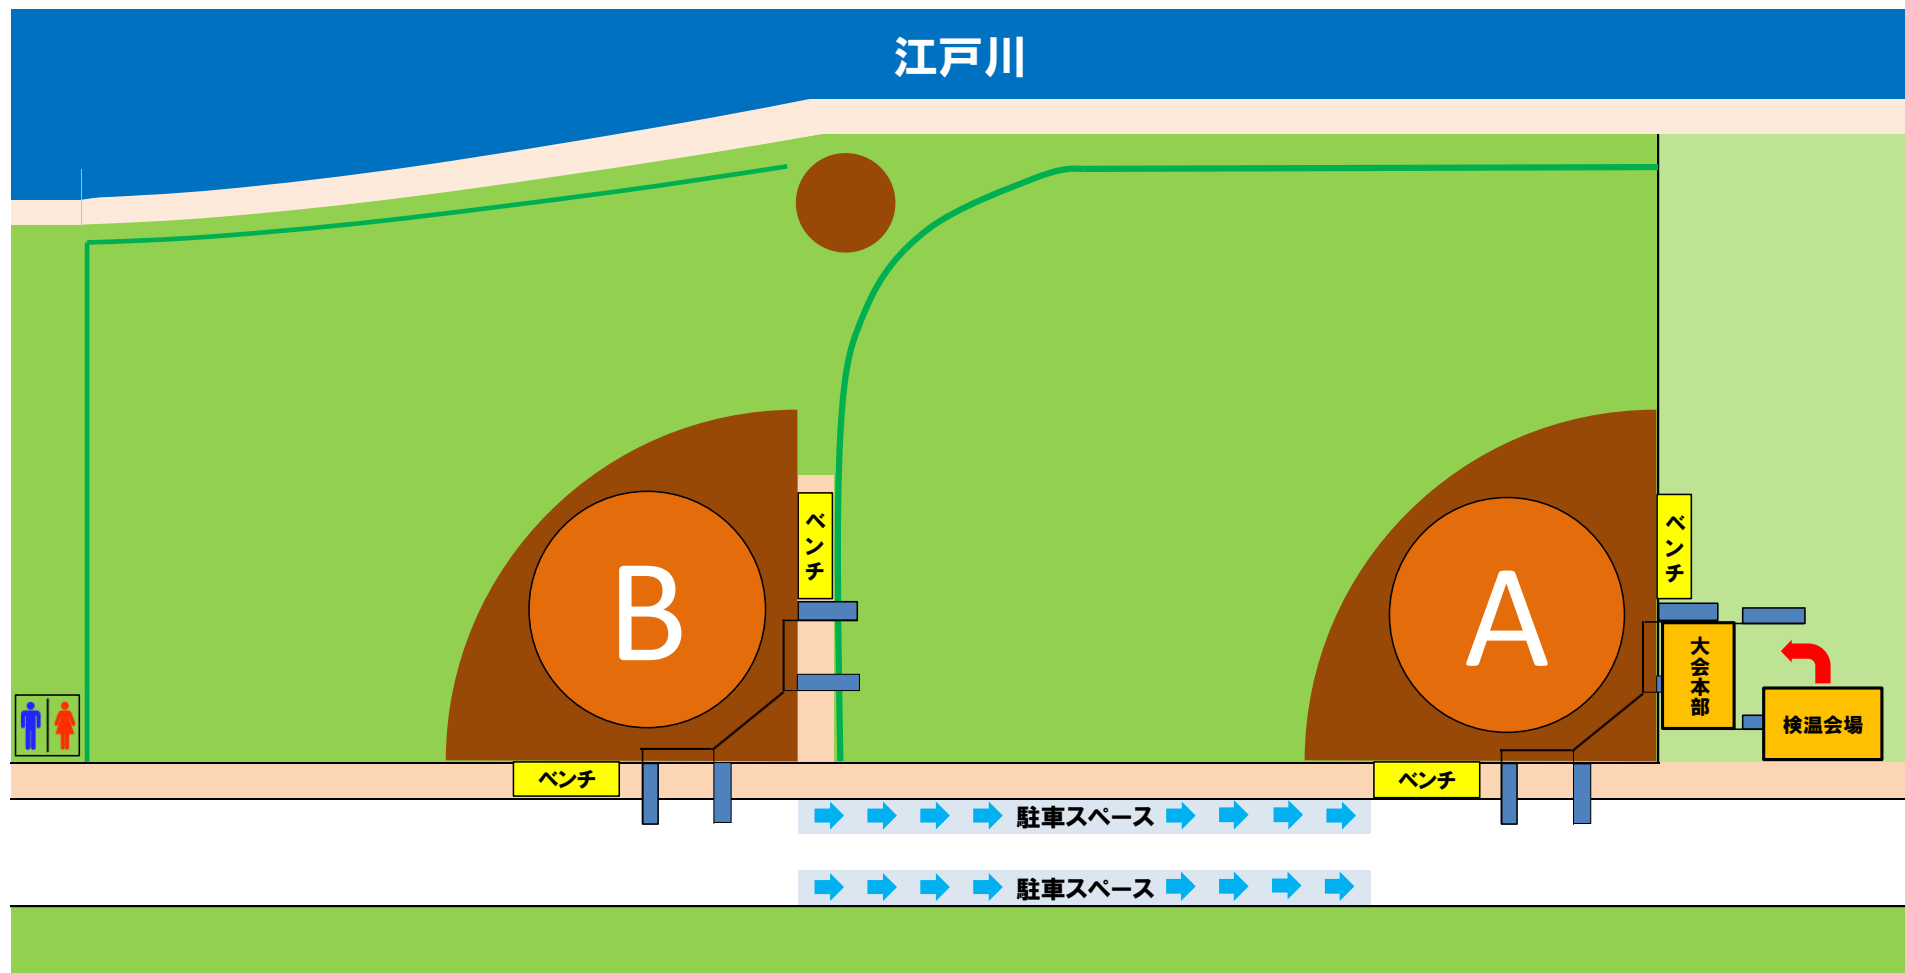 江戸川
ベンチ
ベンチ
B
A
大会本部
検温会場
ベンチ
ベンチ
駐車スペース
駐車スペース